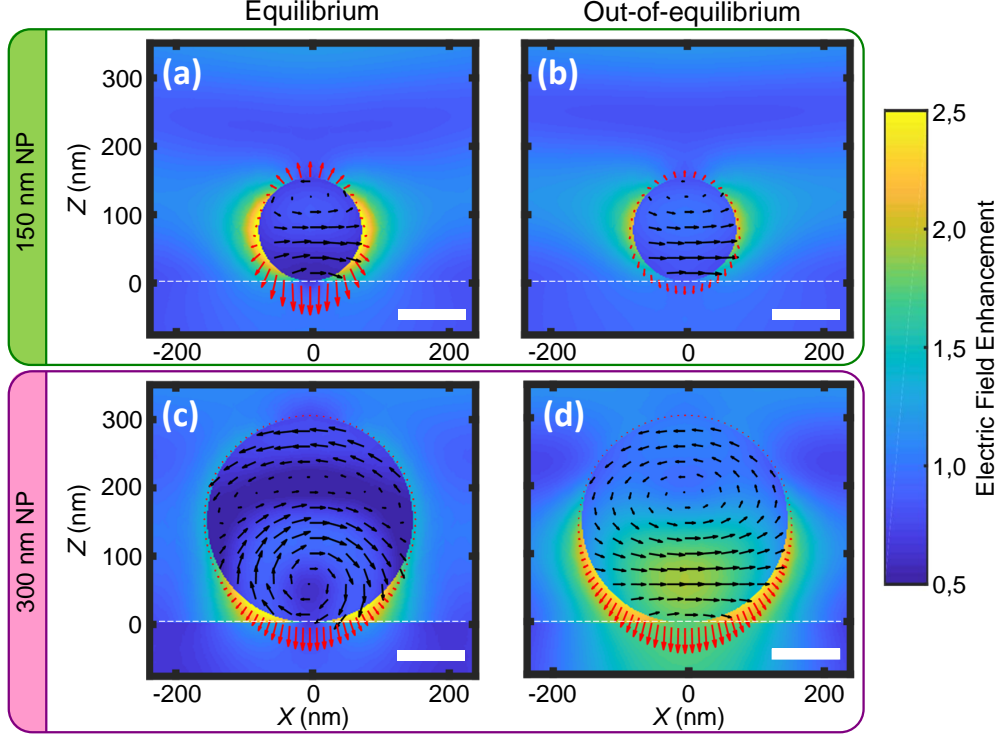 Equilibrium
Out-of-equilibrium
150 nm NP
(a)
(b)
Z (nm)
300
200
100
0
-200
0
200
-200
0
200
300 nm NP
(c)
(d)
Z (nm)
300
200
100
0
-200
0
200
-200
0
200
X (nm)
X (nm)
2,5
2,0
1,5
1,0
0,5
Electric Field Enhancement